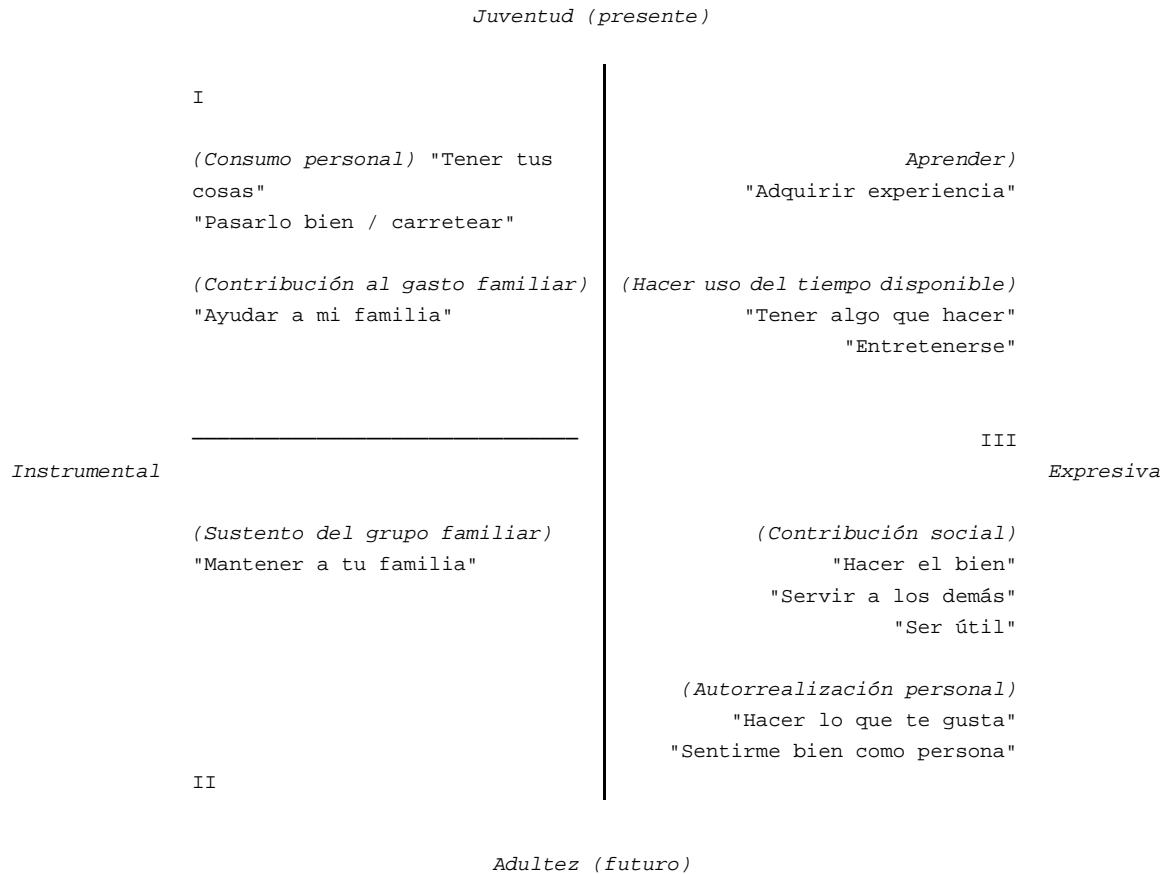 Juventud (presente)
I
(Consumo personal) "Tener tus
cosas"
"Pasarlo bien / carretear"
(Contribución al gasto familiar)
"Ayudar a mi familia"
Aprender)
"Adquirir experiencia"
(Hacer uso del tiempo disponible)
"Tener algo que hacer"
"Entretenerse"
III
Instrumental
Expresiva
(Sustento del grupo familiar)
"Mantener a tu familia"
II
(Contribución social)
"Hacer el bien"
"Servir a los demás"
"Ser útil"
(Autorrealización personal)
"Hacer lo que te gusta"
"Sentirme bien como persona"
Adultez (futuro)